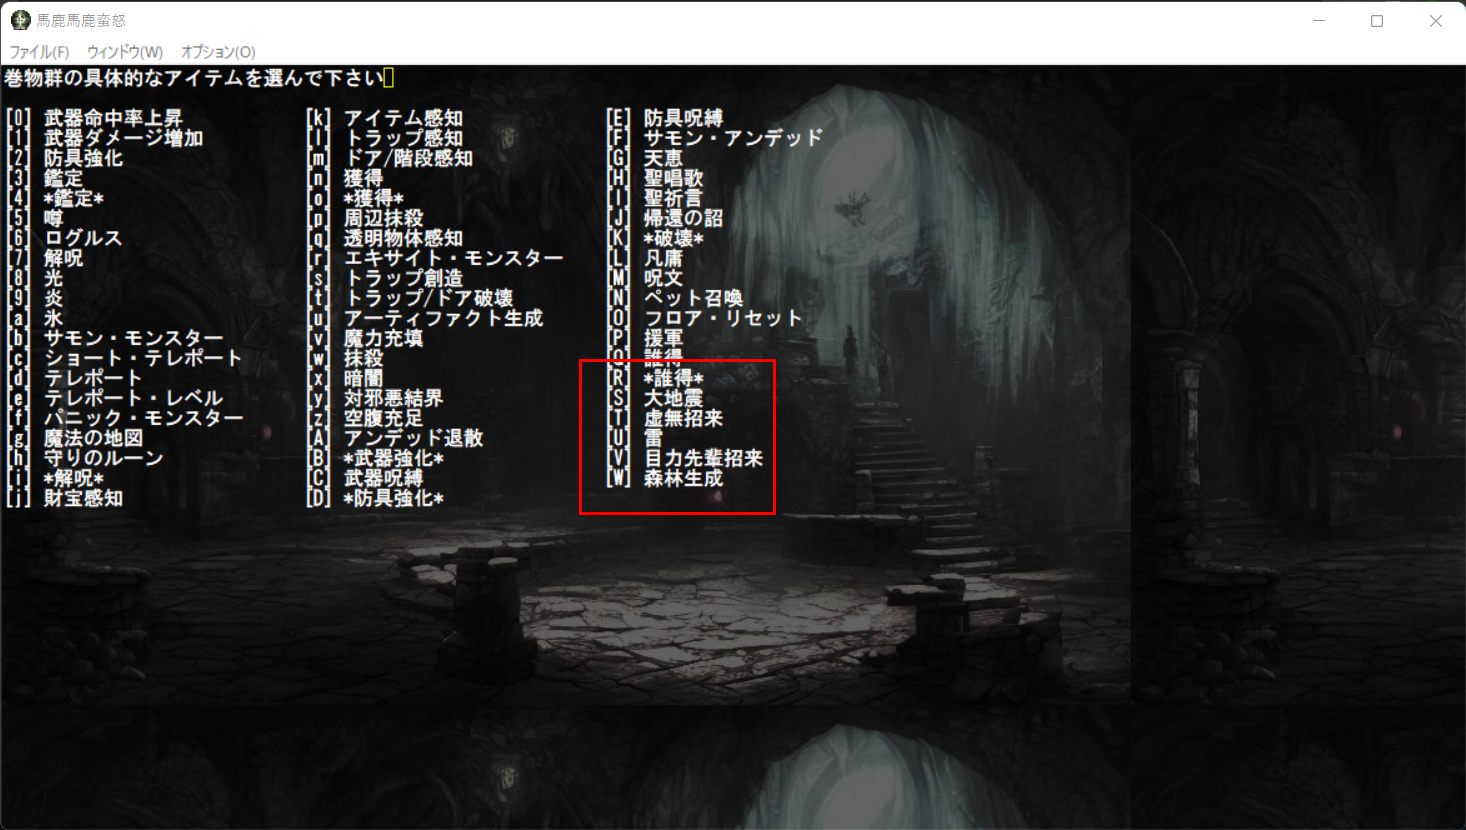 馬鹿馬鹿蛮怒
ファイル(F) ウィンドウ(W) オプション(O)
巻物群の具体的なアイテムを選んで下さい
[0] 武器命中率上昇
[1] 武器ダメージ増加
[2] 防具強化
[3] 鑑定
[4] *鑑定*
[5] 噂
[6] ログルス
[7] 解呪
[8] 光
[9] 炎
[a] 氷
[b] サモン・モンスター
[c] ショート・テレポート
[d] テレポート
[e] テレポート・レベル
[f] パニック・モンスター
[g] 魔法の地図
[h] 守りのルーン
[i] *解呪*
[j] 財宝感知
[k] アイテム感知
[l] トラップ感知
[m] ドア/階段感知
[n] 獲得
[o] *獲得*
[p] 周辺抹殺
[q] 透明物体感知
[r] エキサイト・モンスター
[s] トラップ創造
[t] トラップ/ドア破壊
[u] アーティファクト生成
[v] 魔力充填
[w] 抹殺
[x] 暗闇
[y] 対邪悪結界
[z] 空腹充足
[A] アンデッド退散
[B] *武器強化*
[C] 武器呪縛
[D] *防具強化*
[E] 防具呪縛
[F] サモン・アンデッド
[G] 天恵
[H] 聖唱歌
[I] 聖祈言
[J] 帰還の詔
[K] *破壊*
[L] 凡庸
[M] 呪文
[N] ペット召喚
[O] フロア・リセット
[P] 援軍
[Q] 誰得
[R] *誰得*
[S] 大地震
[T] 虚無招来
[U] 雷
[V] 目力先輩招来
[W] 森林生成